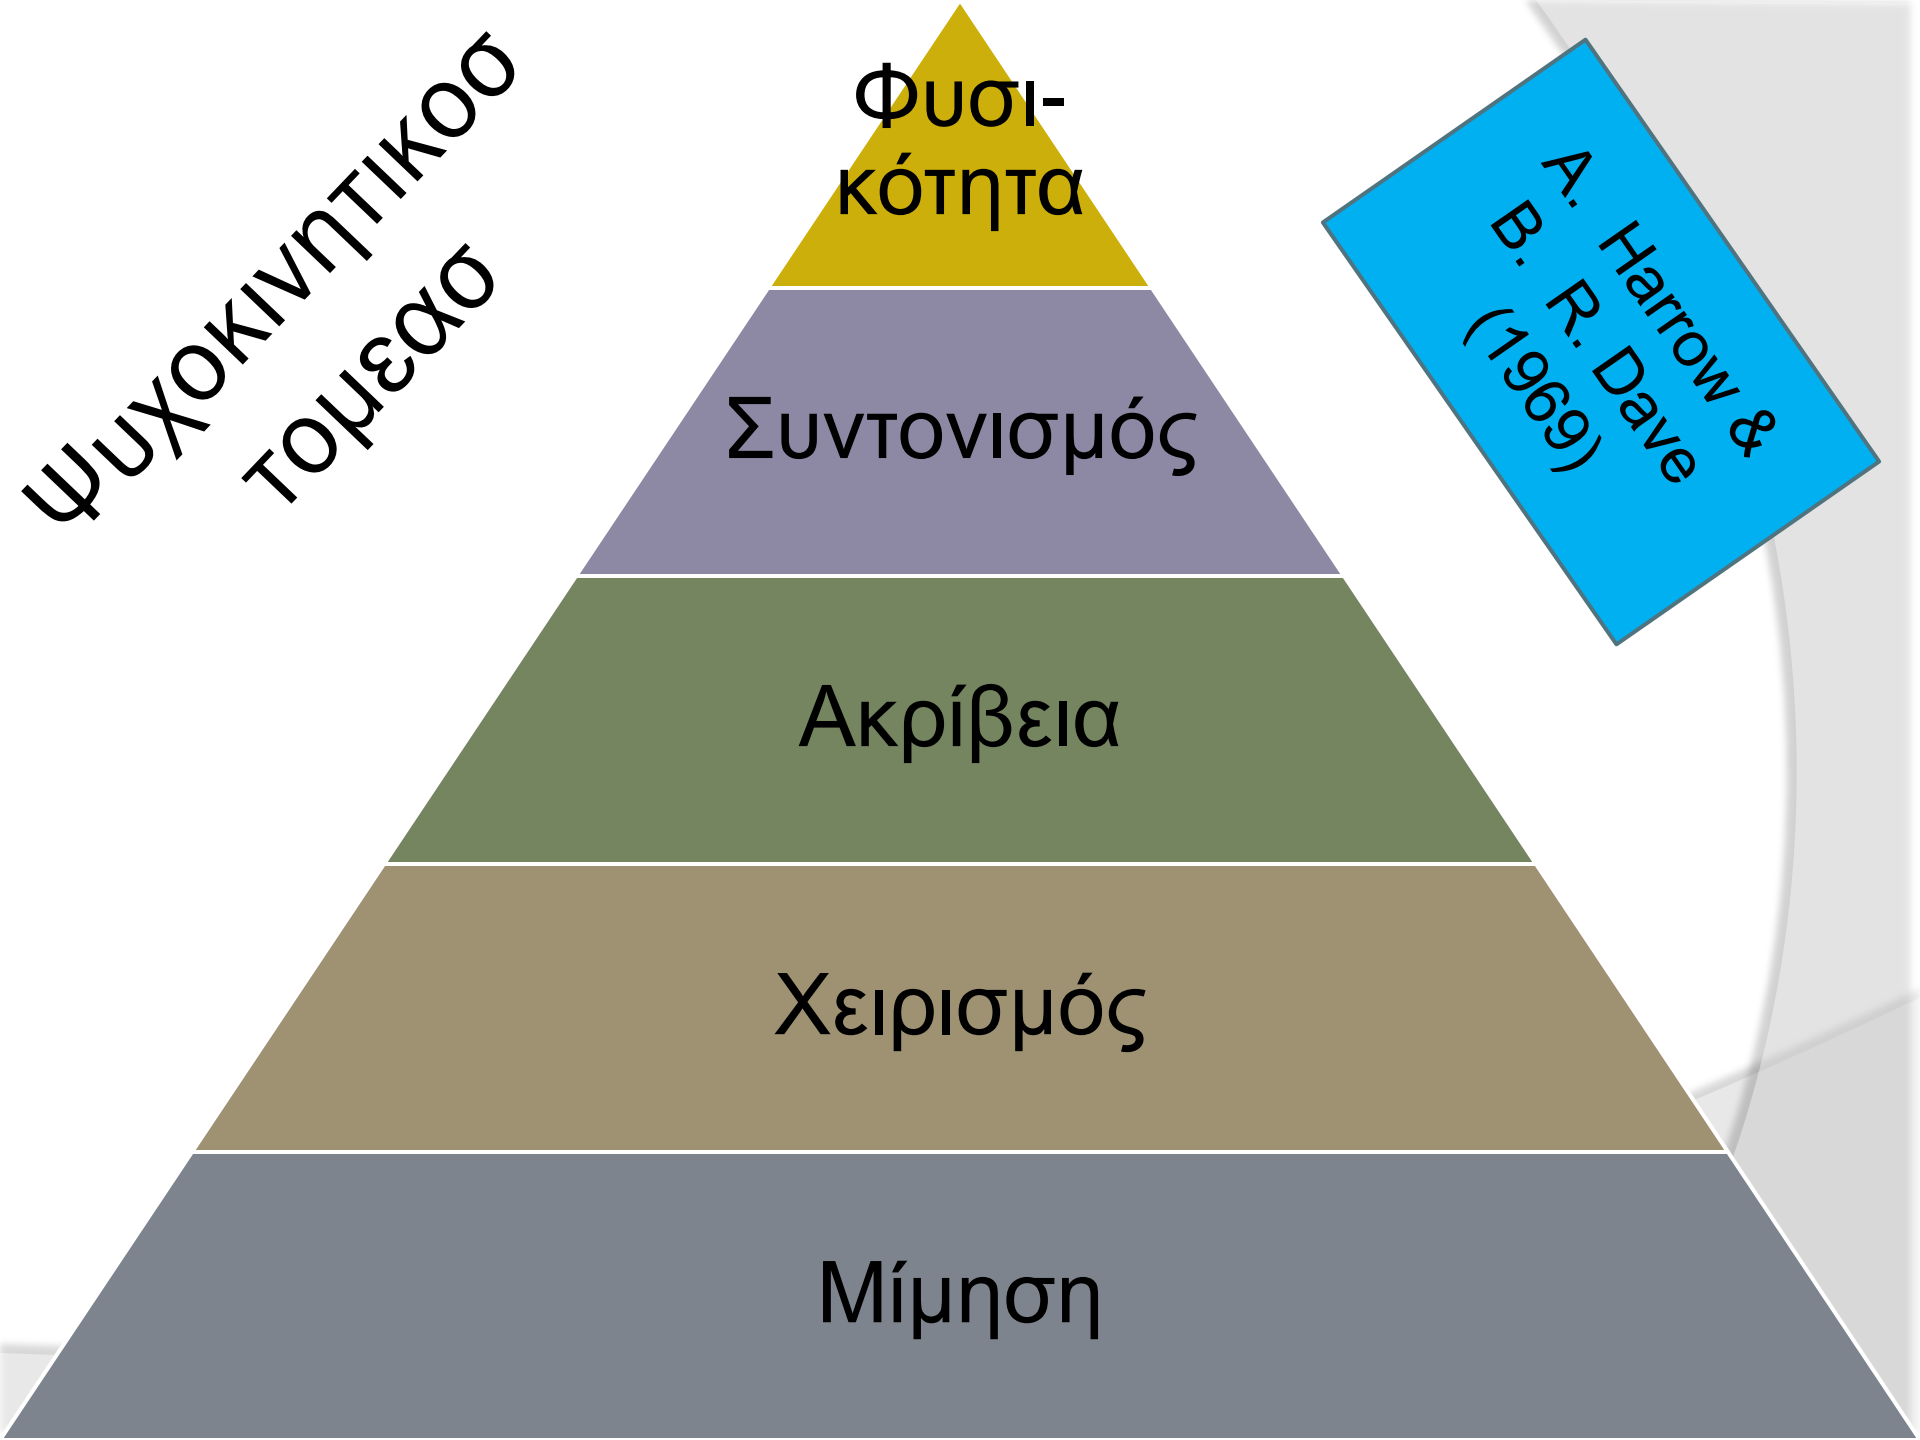 Ψυχοκινητικοσ
τομεασ
Φυσι-
κότητα
Συντονισμός
Ακρίβεια
Χειρισμός
Μίμηση
A. Harrow &
B. R. Dave
(1969)